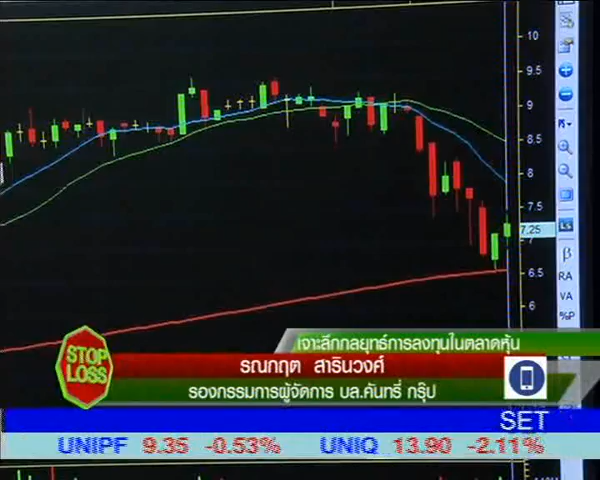 10
9.5
9
8.5
8
7.5
7.25
7
6.5
6
LS
β
RA
VA
%P
เจาะลึกกลยุทธ์การลงทุนในตลาดหุ้น
STOP
LOSS
รณกฤต สารินวงศ์
รองกรรมการผู้จัดการ บล.คันทรี่ กรุ๊ป
SET
UNIPF 9.35 -0.53% UNIQ 13.90 -2.11%